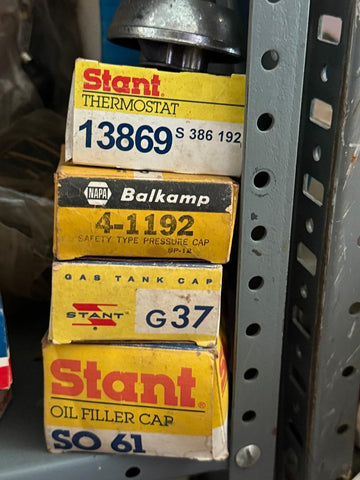 Stant.
THERMOSTAT
13869 S 386 192
NAPA Balkamp
4-1192
SAFETY TYPE PRESSURE CAP
GAS TANK CAP
STANT G37
Stant®
OIL FILLER CAP
SO 61